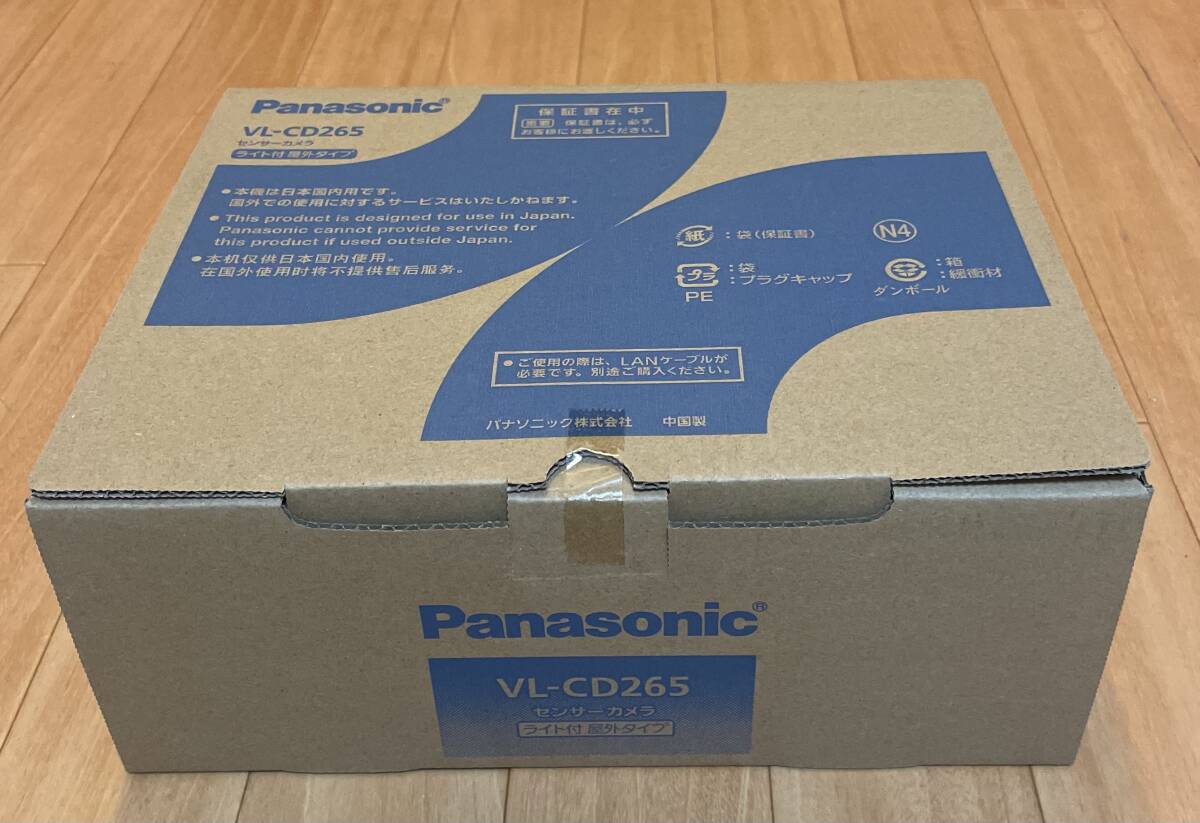 Panasonic®
VL-CD265
センサーカメラ
ライト付 屋外タイプ
保証書在中
重要 保証書は、必ず
お客様にお渡しください。
●本機は日本国内用です。
国外での使用に対するサービスはいたしかねます。
●This product is designed for use in Japan.
Panasonic cannot provide service for
this product if used outside Japan.
●本机仅供日本国内使用。
在国外使用时将不提供售后服务。
紙：袋（保証書）
N4
プラ：袋
：プラグキャップ
PE
：箱
：緩衝材
ダンボール
●ご使用の際は、LANケーブルが
必要です。別途ご購入ください。
パナソニック株式会社 中国製
Panasonic®
VL-CD265
センサーカメラ
ライト付 屋外タイプ